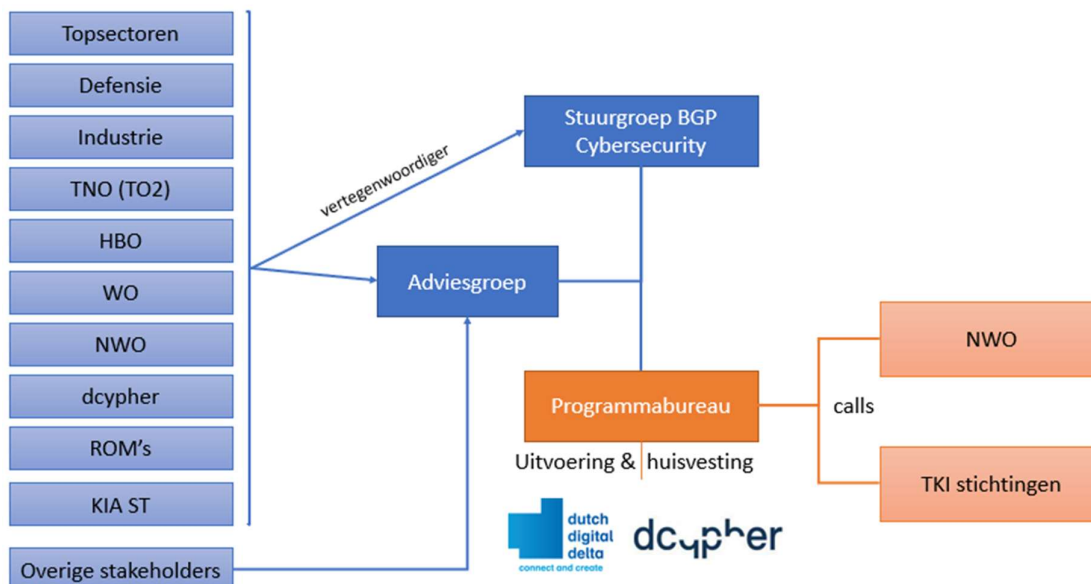 Topsectoren
Defensie
Industrie
TNO (TO2)
HBO
WO
NWO
dcypher
ROM's
KIA ST
Overige stakeholders
vertegenwoordiger
Stuurgroep BGP
Cybersecurity
Adviesgroep
Programmabureau
Uitvoering & huisvesting
dutch
digital
delta
connect and create
dcypher
calls
NWO
TKI stichtingen